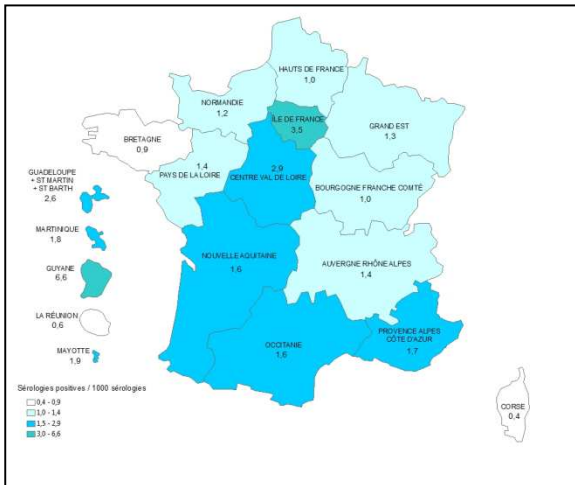 HAUTS DE FRANCE
1,0
NORMANDIE
1,2
ÎLE DE FRANCE
3,5
GRAND EST
1,3
BRETAGNE
0,9
1,4
PAYS DE LA LOIRE
2,9
CENTRE VAL DE LOIRE
BOURGOGNE FRANCHE COMTÉ
1,0
GUADELOUPE
+ ST MARTIN
+ ST BARTH
2,6
MARTINIQUE
1,8
GUYANE
6,6
LA RÉUNION
0,6
MAYOTTE
1,9
NOUVELLE AQUITAINE
1,6
AUVERGNE RHÔNE ALPES
1,4
OCCITANIE
1,6
PROVENCE ALPES
CÔTE D'AZUR
1,7
CORSE
0,4
Sérologies positives / 1000 sérologies
0,4 - 0,9
1,0 - 1,4
1,5 - 2,9
3,0 - 6,6